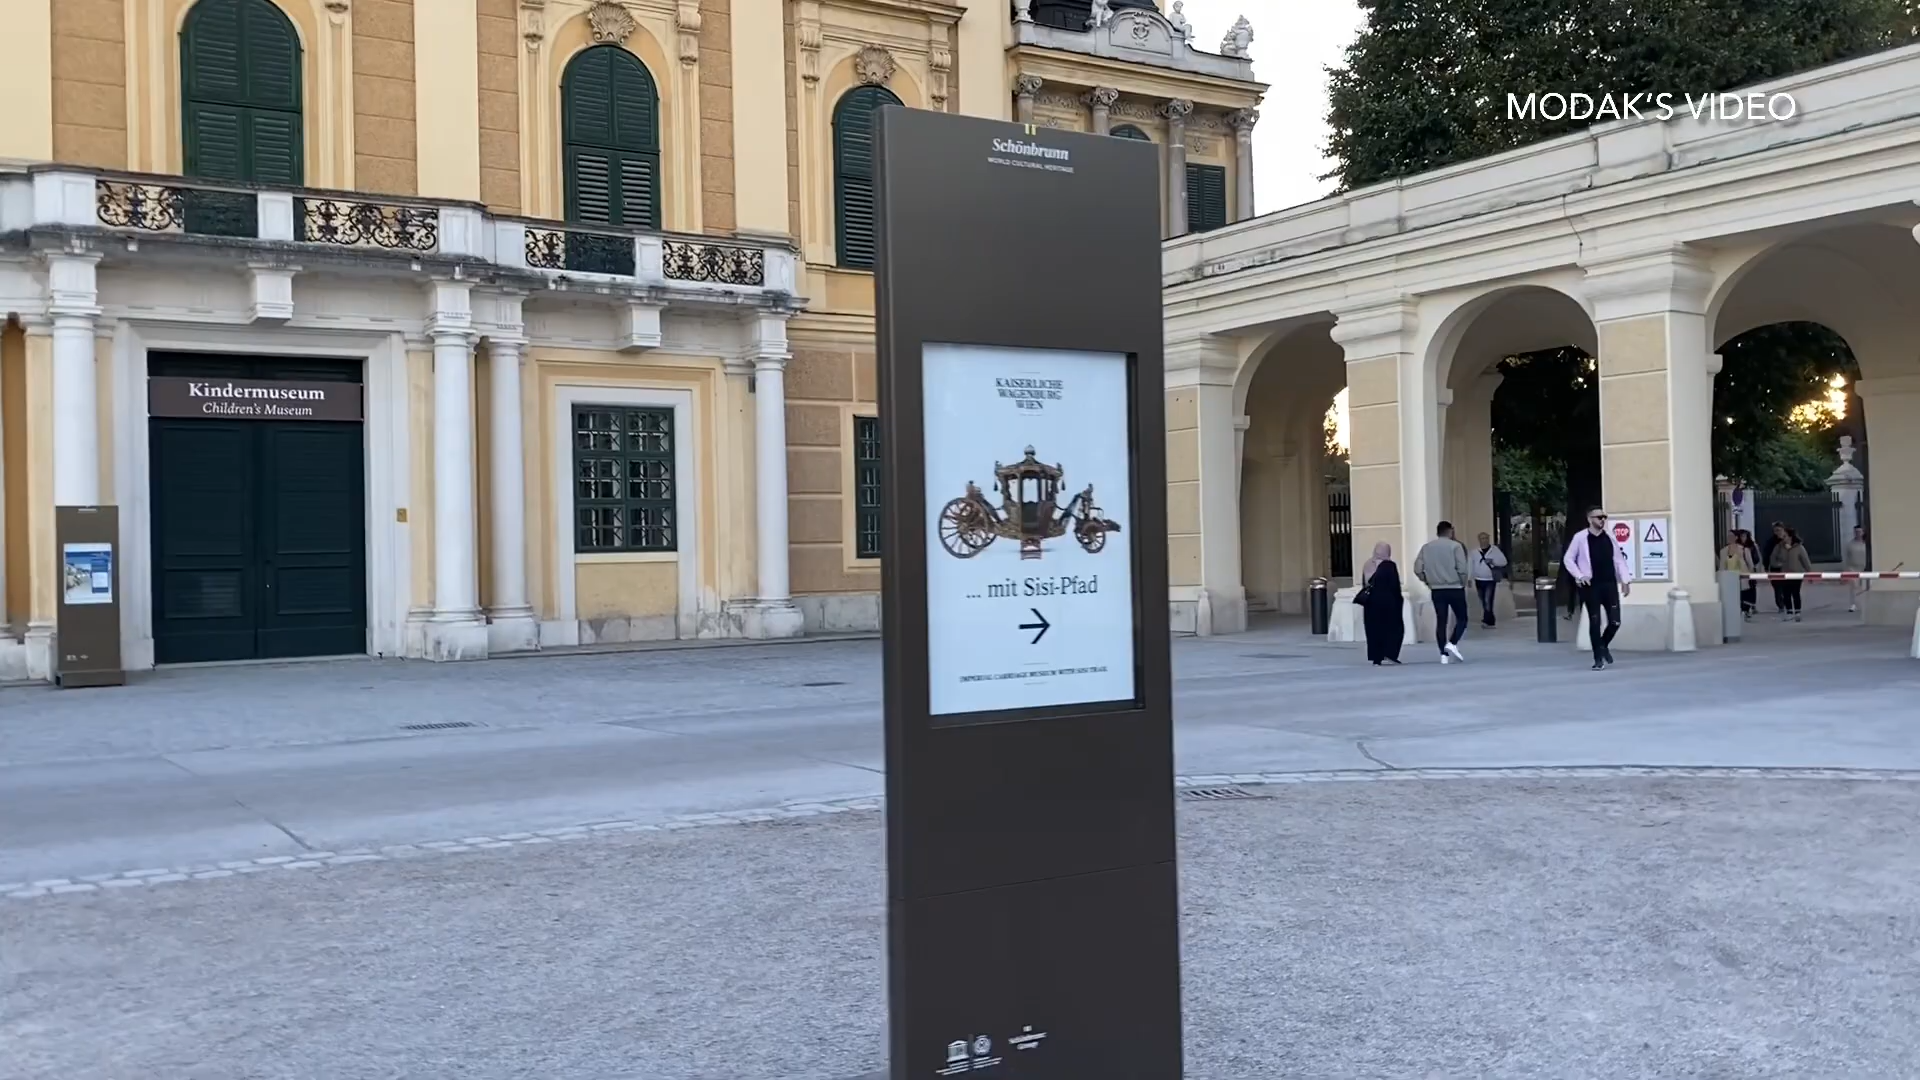 MODAK'S VIDEO
Schönbrunn
WORLD CULTURAL HERITAGE
KAISERLICHE
WAGENBURG
WIEN
... mit Sisi-Pfad
IMPERIAL CARRIAGE MUSEUM WITH SISI TRAIL
Kindermuseum
Children's Museum
STOP